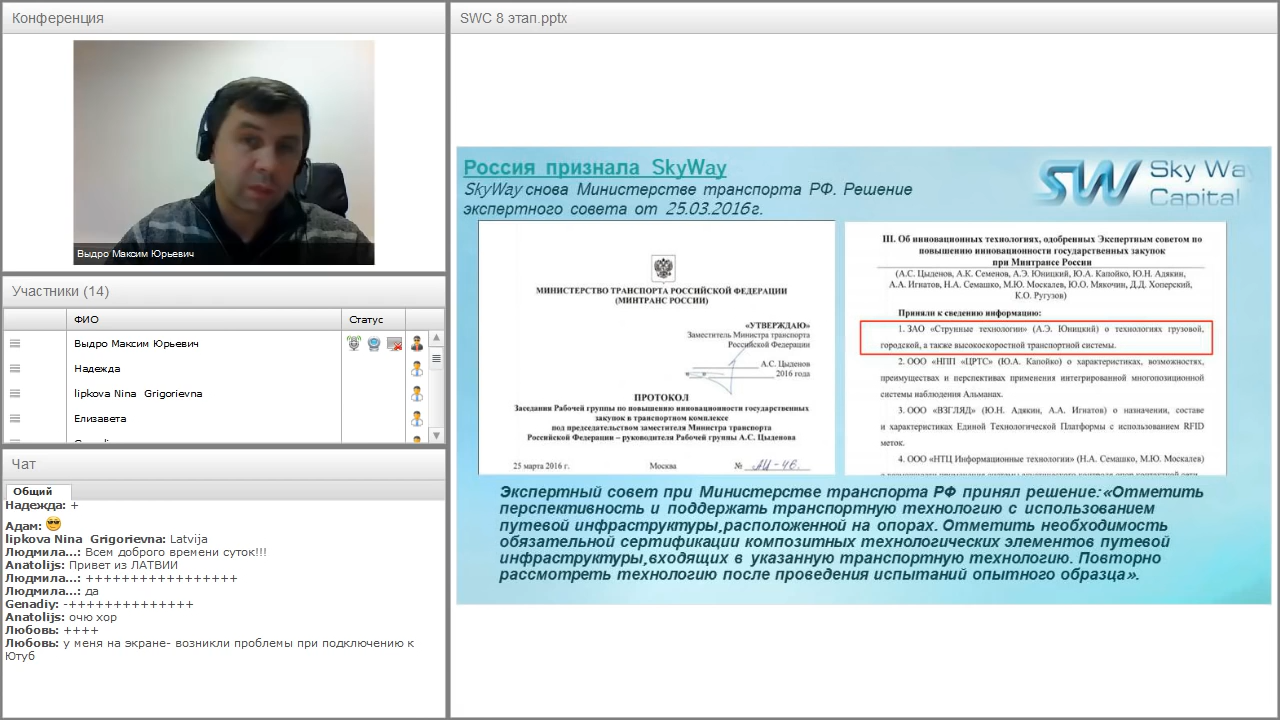 Конференция
Выдро Максим Юрьевич
Участники (14)
ФИО
Статус
Выдро Максим Юрьевич
Надежда
lipkova Nina Grigorievna
Елизавета
Чат
Общий
Надежда: +
Адам:
lipkova Nina Grigorievna: Latvija
Людмила...: Всем доброго времени суток!!!
Anatolijs: Привет из ЛАТВИИ
Людмила...: +++++++++++++++++
Людмила...: да
Genadiy: -++++++++++++++
Anatolijs: очю хор
Любовь: ++++
Любовь: у меня на экране- возникли проблемы при подключению к
Ютуб
SWC 8 этап.pptx
Россия признала SkyWay
SkyWay снова Министерстве транспорта РФ. Решение
экспертного совета от 25.03.2016г.
SW Sky Way
Capital
МИНИСТЕРСТВО ТРАНСПОРТА РОССИЙСКОЙ ФЕДЕРАЦИИ
(МИНТРАНС РОССИИ)
«УТВЕРЖДАЮ»
Заместитель Министра транспорта
Российской Федерации
А.С. Цыденов
2016 года
ПРОТОКОЛ
Заседания Рабочей группы по повышению инновационности государственных
закупок в транспортном комплексе
под председательством заместителя Министра транспорта
Российской Федерации – руководителя Рабочей группы А.С. Цыденова
25 марта 2016 г.
Москва
№ АЦ-46.
III. Об инновационных технологиях, одобренных Экспертным советом по
повышению инновационности государственных закупок
при Минтрансе России
(А.С. Цыденов, А.К. Семенов, А.Э. Юницкий, Ю.А. Капойко, Ю.Н. Адякин,
А.А. Игнатов, Н.А. Семашко, М.Ю. Москалев, Ю.О. Мякочин, Д.Д. Хоперский,
К.О. Ругузов)
Приняли к сведению информацию:
1. ЗАО «Струнные технологии» (А.Э. Юницкий) о технологиях грузовой,
городской, а также высокоскоростной транспортной системы.
2. ООО «НПП «ЦРТС» (Ю.А. Капойко) о характеристиках, возможностях,
преимуществах и перспективах применения интегрированной многопозиционной
системы наблюдения Альманах.
3. ООО «ВЗГЛЯД» (Ю.Н. Адякин, А.А. Игнатов) о назначении, составе
и характеристиках Единой Технологической Платформы с использованием RFID
меток.
4. ООО «НТЦ Информационные технологии» (Н.А. Семашко, М.Ю. Москалев)
Экспертный совет при Министерстве транспорта РФ принял решение:«Отметить
перспективность и поддержать транспортную технологию с использованием
путевой инфраструктуры,расположенной на опорах. Отметить необходимость
обязательной сертификации композитных технологических элементов путевой
инфраструктуры,входящих в указанную транспортную технологию. Повторно
рассмотреть технологию после проведения испытаний опытного образца».